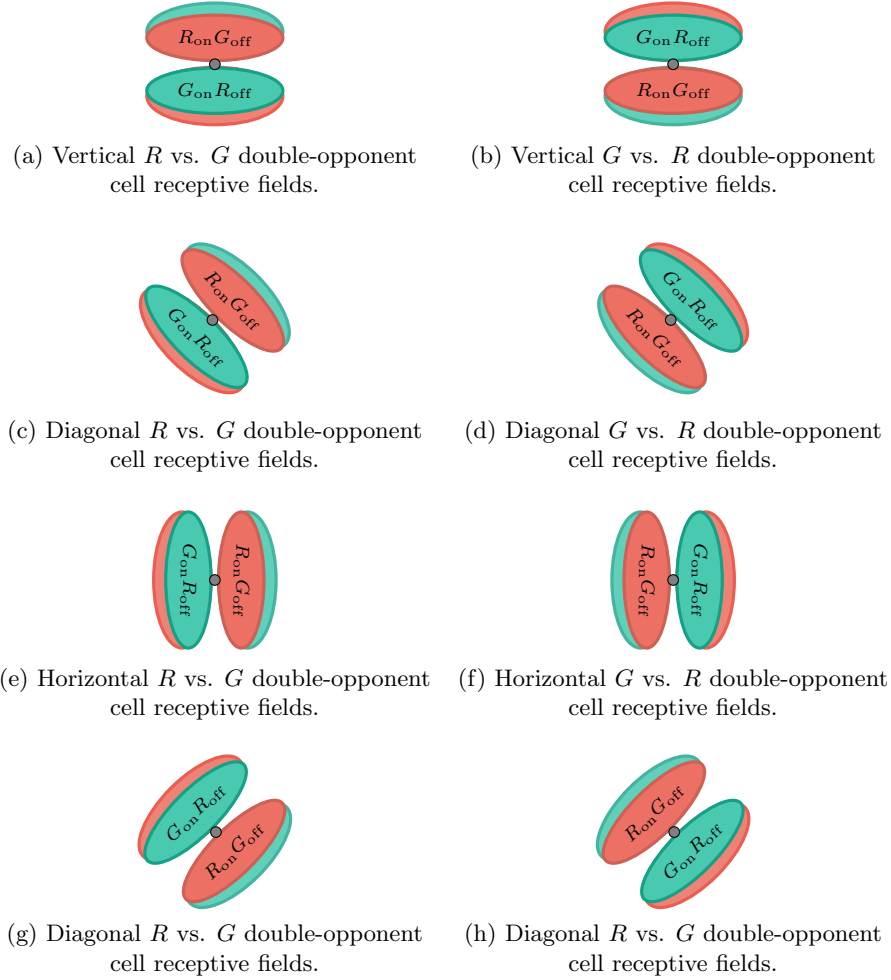 R_on G_off
G_on R_off
(a) Vertical R vs. G double-opponent
cell receptive fields.
G_on R_off
R_on G_off
(b) Vertical G vs. R double-opponent
cell receptive fields.
R_on G_off
G_on R_off
(c) Diagonal R vs. G double-opponent
cell receptive fields.
G_on R_off
R_on G_off
(d) Diagonal G vs. R double-opponent
cell receptive fields.
G_on R_off
R_on G_off
(e) Horizontal R vs. G double-opponent
cell receptive fields.
R_on G_off
G_on R_off
(f) Horizontal G vs. R double-opponent
cell receptive fields.
G_on R_off
R_on G_off
(g) Diagonal R vs. G double-opponent
cell receptive fields.
R_on G_off
G_on R_off
(h) Diagonal R vs. G double-opponent
cell receptive fields.